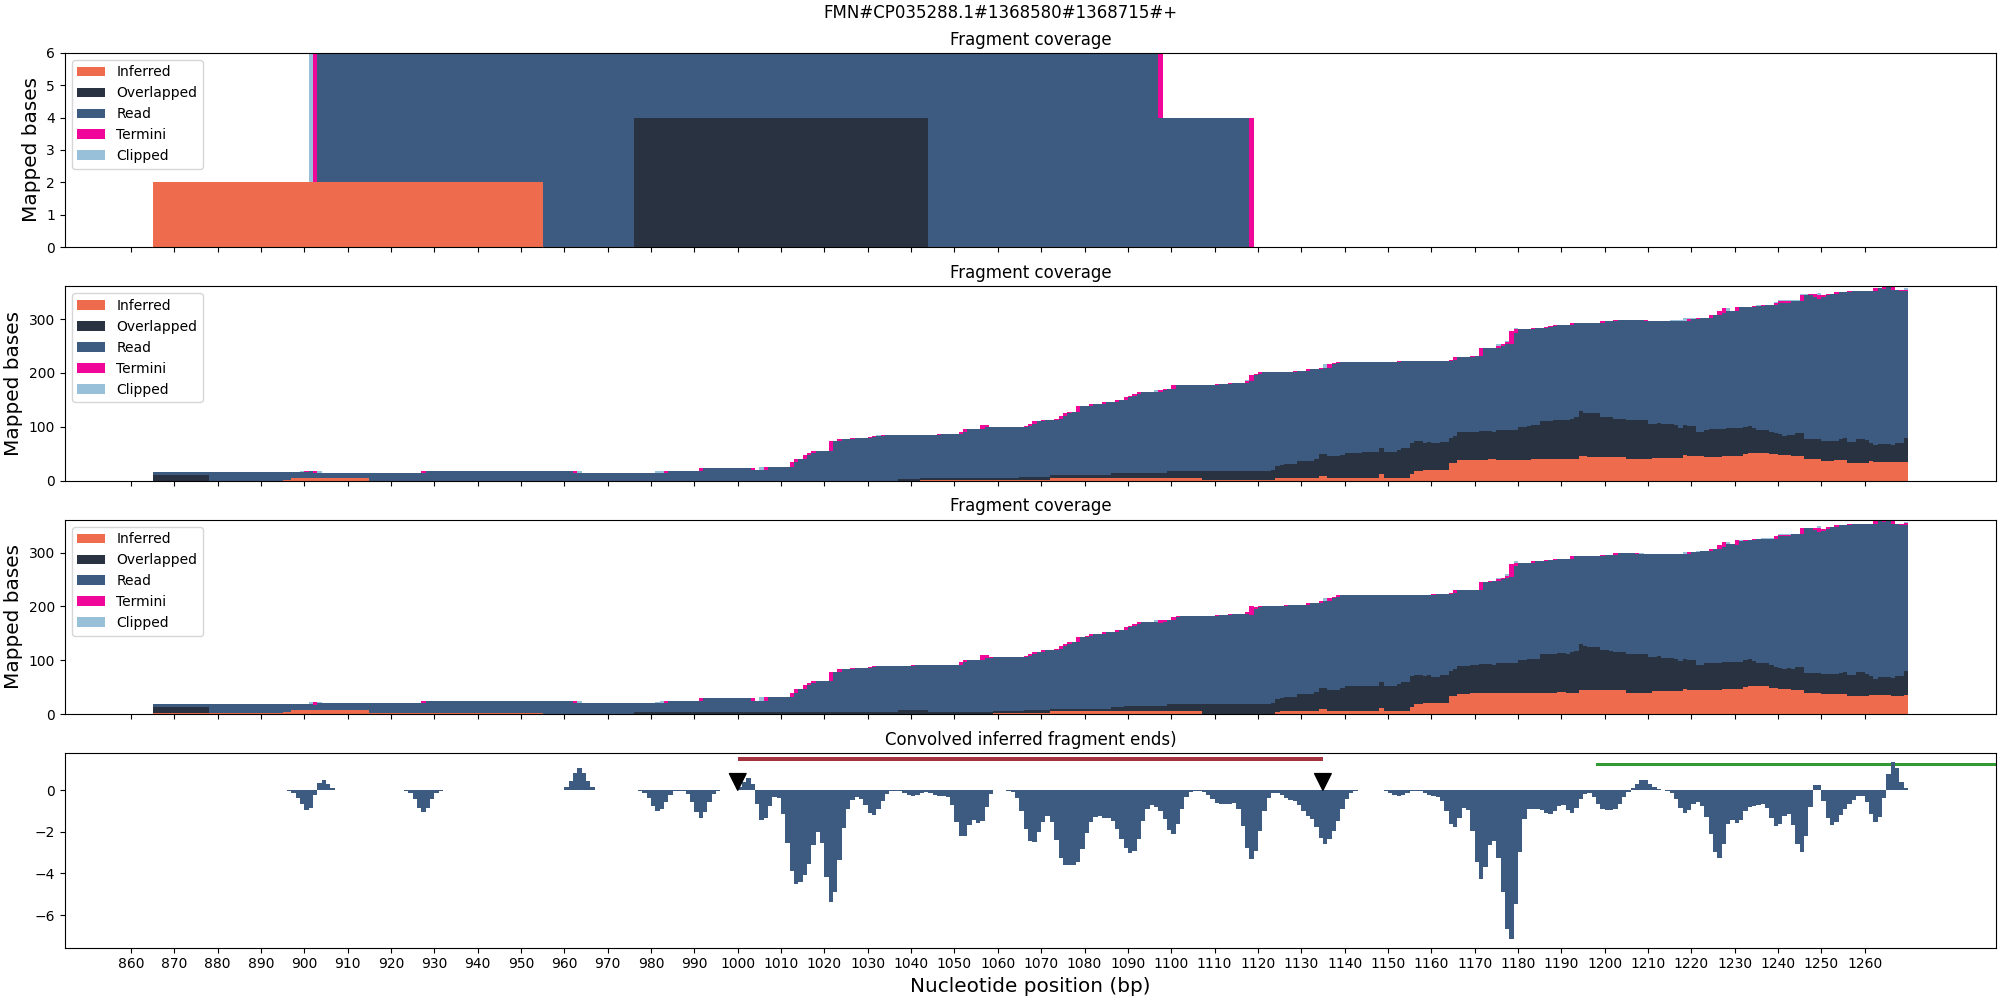 FMN#CP035288.1#1368580#1368715#+
Fragment coverage
Mapped bases
6
5
4
3
2
1
0
Inferred
Overlapped
Read
Termini
Clipped
Fragment coverage
Mapped bases
300
200
100
0
Inferred
Overlapped
Read
Termini
Clipped
Fragment coverage
Mapped bases
300
200
100
0
Inferred
Overlapped
Read
Termini
Clipped
Convolved inferred fragment ends)
0
−2
−4
−6
860 870 880 890 900 910 920 930 940 950 960 970 980 990 1000 1010 1020 1030 1040 1050 1060 1070 1080 1090 1100 1110 1120 1130 1140 1150 1160 1170 1180 1190 1200 1210 1220 1230 1240 1250 1260
Nucleotide position (bp)